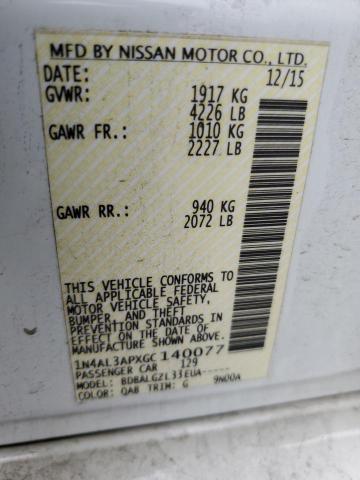 MFD BY NISSAN MOTOR CO., LTD.
DATE: 12/15
GVWR: 1917 KG
4226 LB
GAWR FR.: 1010 KG
2227 LB
GAWR RR.: 940 KG
2072 LB
THIS VEHICLE CONFORMS TO
ALL APPLICABLE FEDERAL
MOTOR VEHICLE SAFETY,
BUMPER, AND THEFT
PREVENTION STANDARDS IN
EFFECT ON THE DATE OF
MANUFACTURE SHOWN ABOVE.
1N4AL3APXGC140077
PASSENGER CAR 129
MODEL: BDBALGZL33EUA-----
COLOR: QAB TRIM: G 9N00A